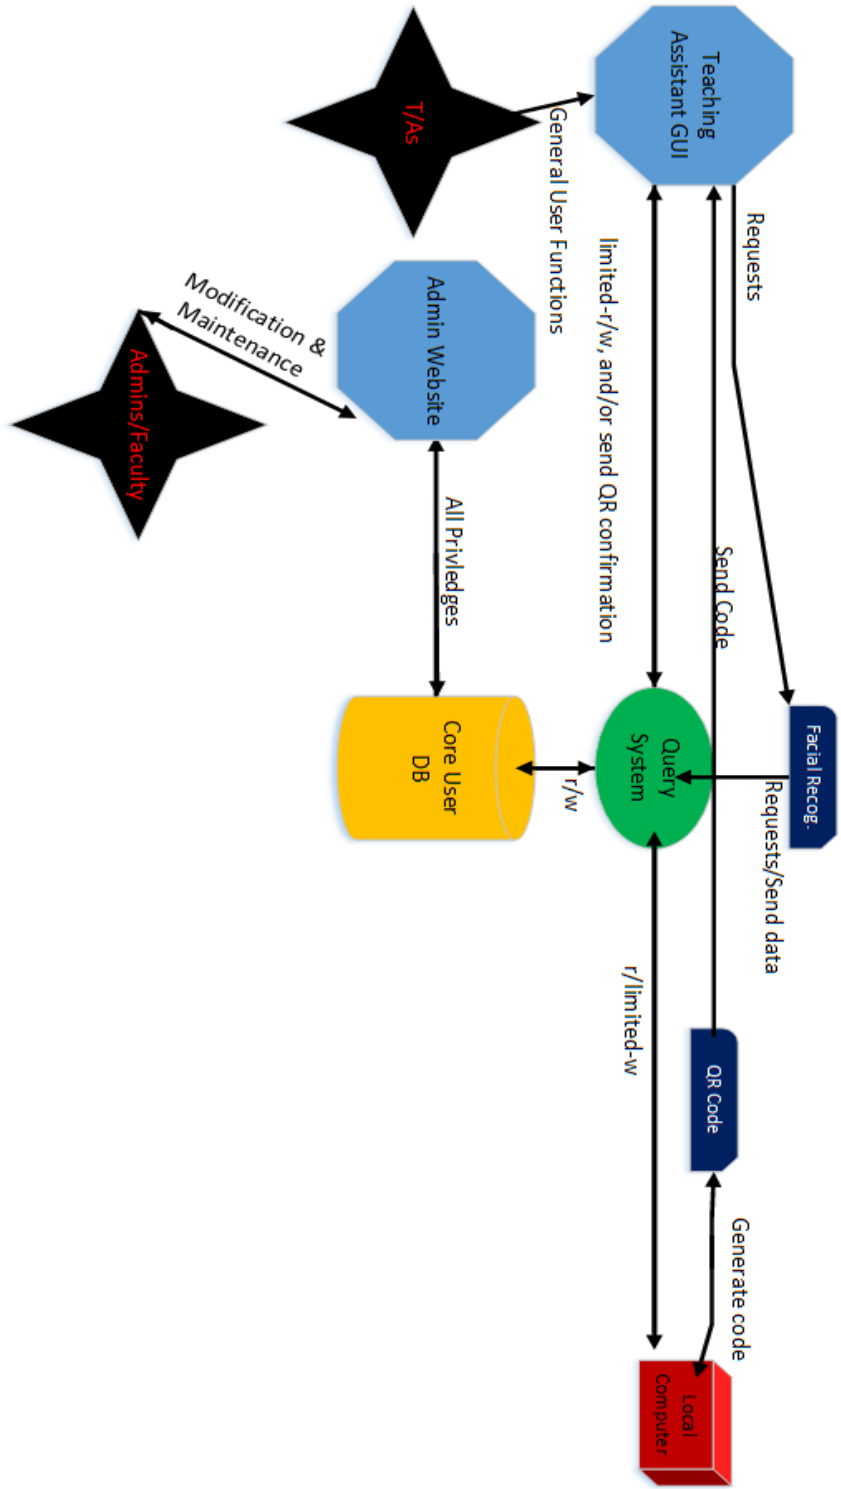 Facial Recog.
Requests
Requests/Send data
Teaching
Assistant GUI
Send Code
QR Code
Generate code
limited-r/w, and/or send QR confirmation
Query
System
r/limited-w
Local
Computer
General User Functions
r/w
T/As
Admin Website
All Privledges
Core User
DB
Modification &
Maintenance
Admins/Faculty